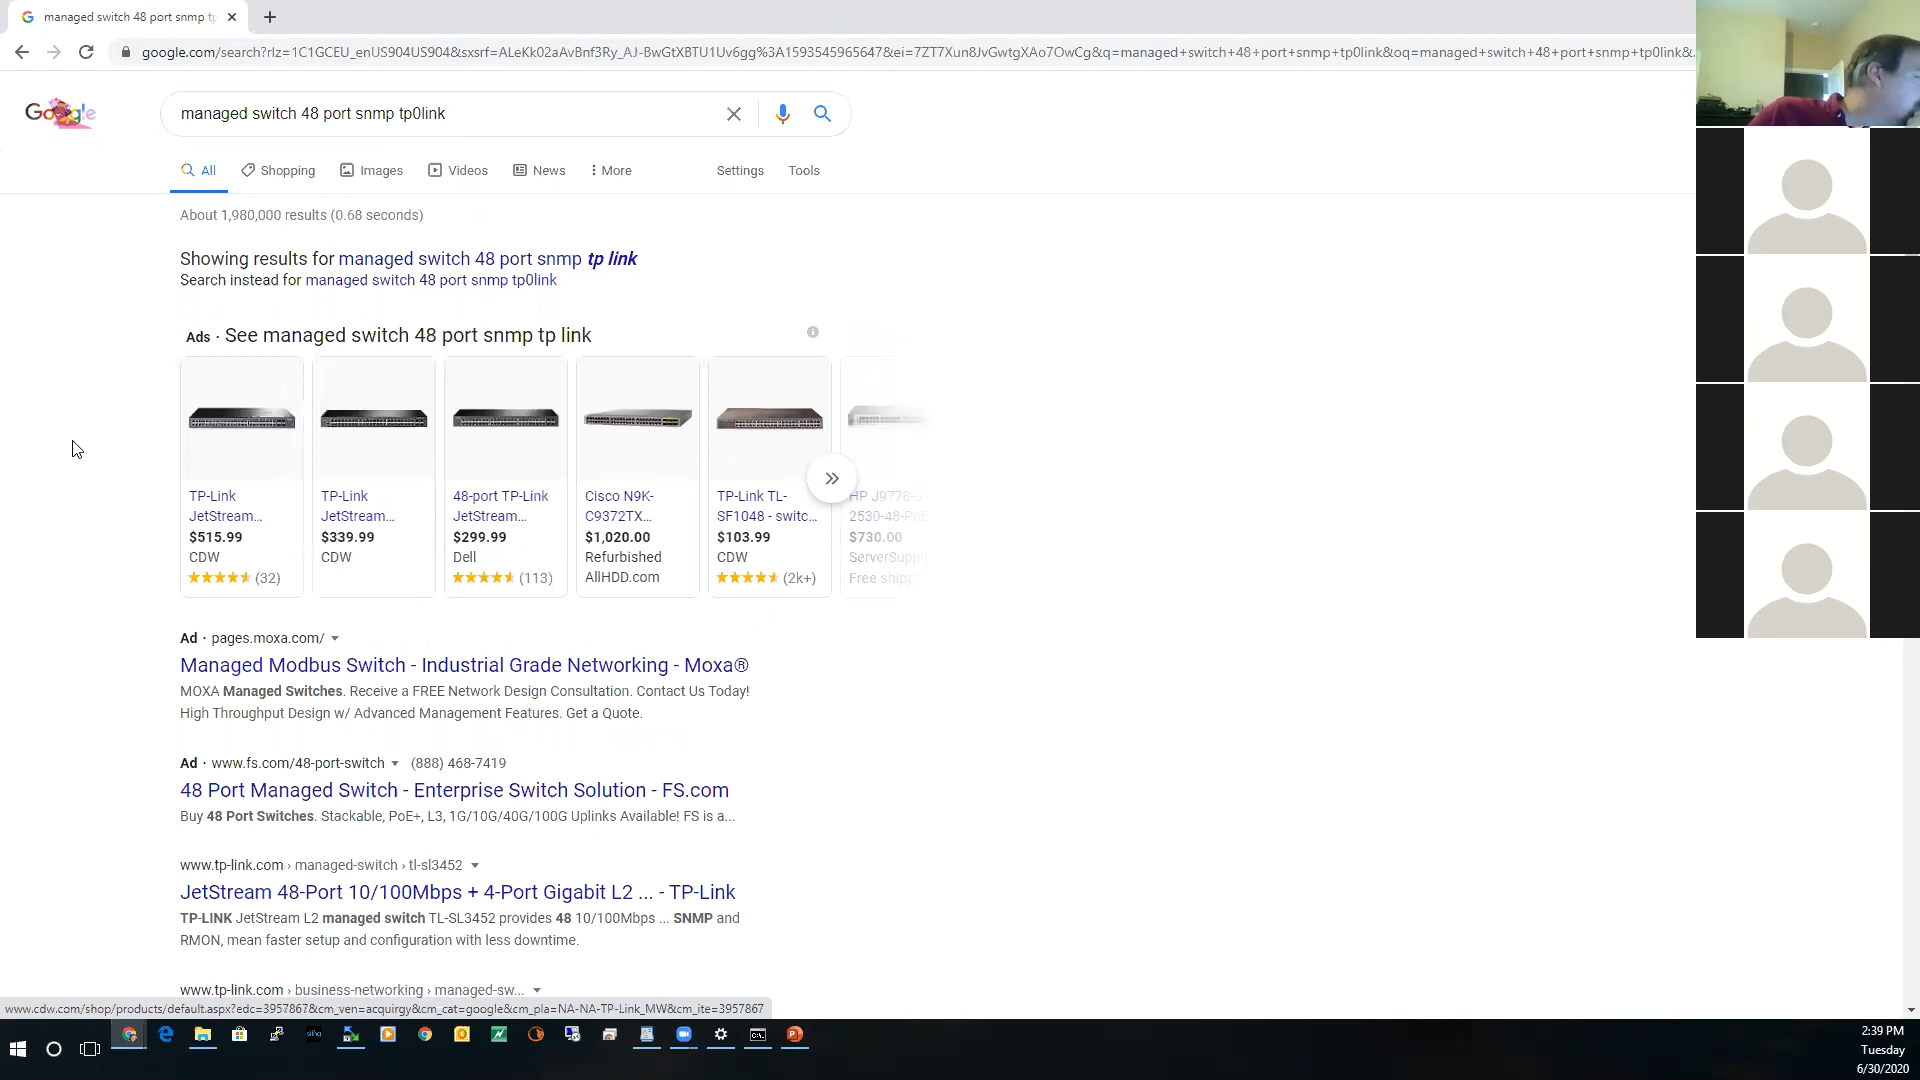 managed switch 48 port snmp tp
google.com/search?rlz=1C1GCEU_enUS904US904&sxsrf=ALeKk02aAvBnf3Ry_AJ-BwGtXBTU1Uv6gg%3A1593545965647&ei=7ZT7Xun8JvGwtgXAo7OwCg&q=managed+switch+48+port+snmp+tp0link&oq=managed+switch+48+port+snmp+tp0link&
Google
managed switch 48 port snmp tp0link
All Shopping Images Videos News More Settings Tools
About 1,980,000 results (0.68 seconds)
Showing results for managed switch 48 port snmp tp link
Search instead for managed switch 48 port snmp tp0link
Ads · See managed switch 48 port snmp tp link
TP-Link
JetStream...
$515.99
CDW
(32)
TP-Link
JetStream...
$339.99
CDW
48-port TP-Link
JetStream...
$299.99
Dell
(113)
Cisco N9K-
C9372TX...
$1,020.00
Refurbished
AllHDD.com
TP-Link TL-
SF1048 - switc...
$103.99
CDW
(2k+)
HP J9778-
2530-48-PoE
$730.00
ServerSupply
Free shipp
Ad · pages.moxa.com/
Managed Modbus Switch - Industrial Grade Networking - Moxa®
MOXA Managed Switches. Receive a FREE Network Design Consultation. Contact Us Today!
High Throughput Design w/ Advanced Management Features. Get a Quote.
Ad · www.fs.com/48-port-switch (888) 468-7419
48 Port Managed Switch - Enterprise Switch Solution - FS.com
Buy 48 Port Switches. Stackable, PoE+, L3, 1G/10G/40G/100G Uplinks Available! FS is a...
www.tp-link.com › managed-switch › tl-sl3452
JetStream 48-Port 10/100Mbps + 4-Port Gigabit L2 ... - TP-Link
TP-LINK JetStream L2 managed switch TL-SL3452 provides 48 10/100Mbps ... SNMP and
RMON, mean faster setup and configuration with less downtime.
www.tp-link.com › business-networking › managed-sw...
www.cdw.com/shop/products/default.aspx?edc=3957867&cm_ven=acquirgy&cm_cat=google&cm_pla=NA-NA-TP-Link_MW&cm_ite=3957867
2:39 PM
Tuesday
6/30/2020